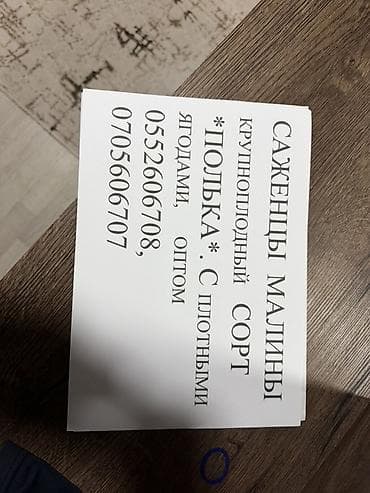 САЖЕНЦЫ МАЛИНЫ
КРУПНОПЛОДНЫЙ СОРТ
*ПОЛЬКА*. С ПЛОТНЫМИ
ЯГОДАМИ, ОПТОМ
0552606708,
0705606707